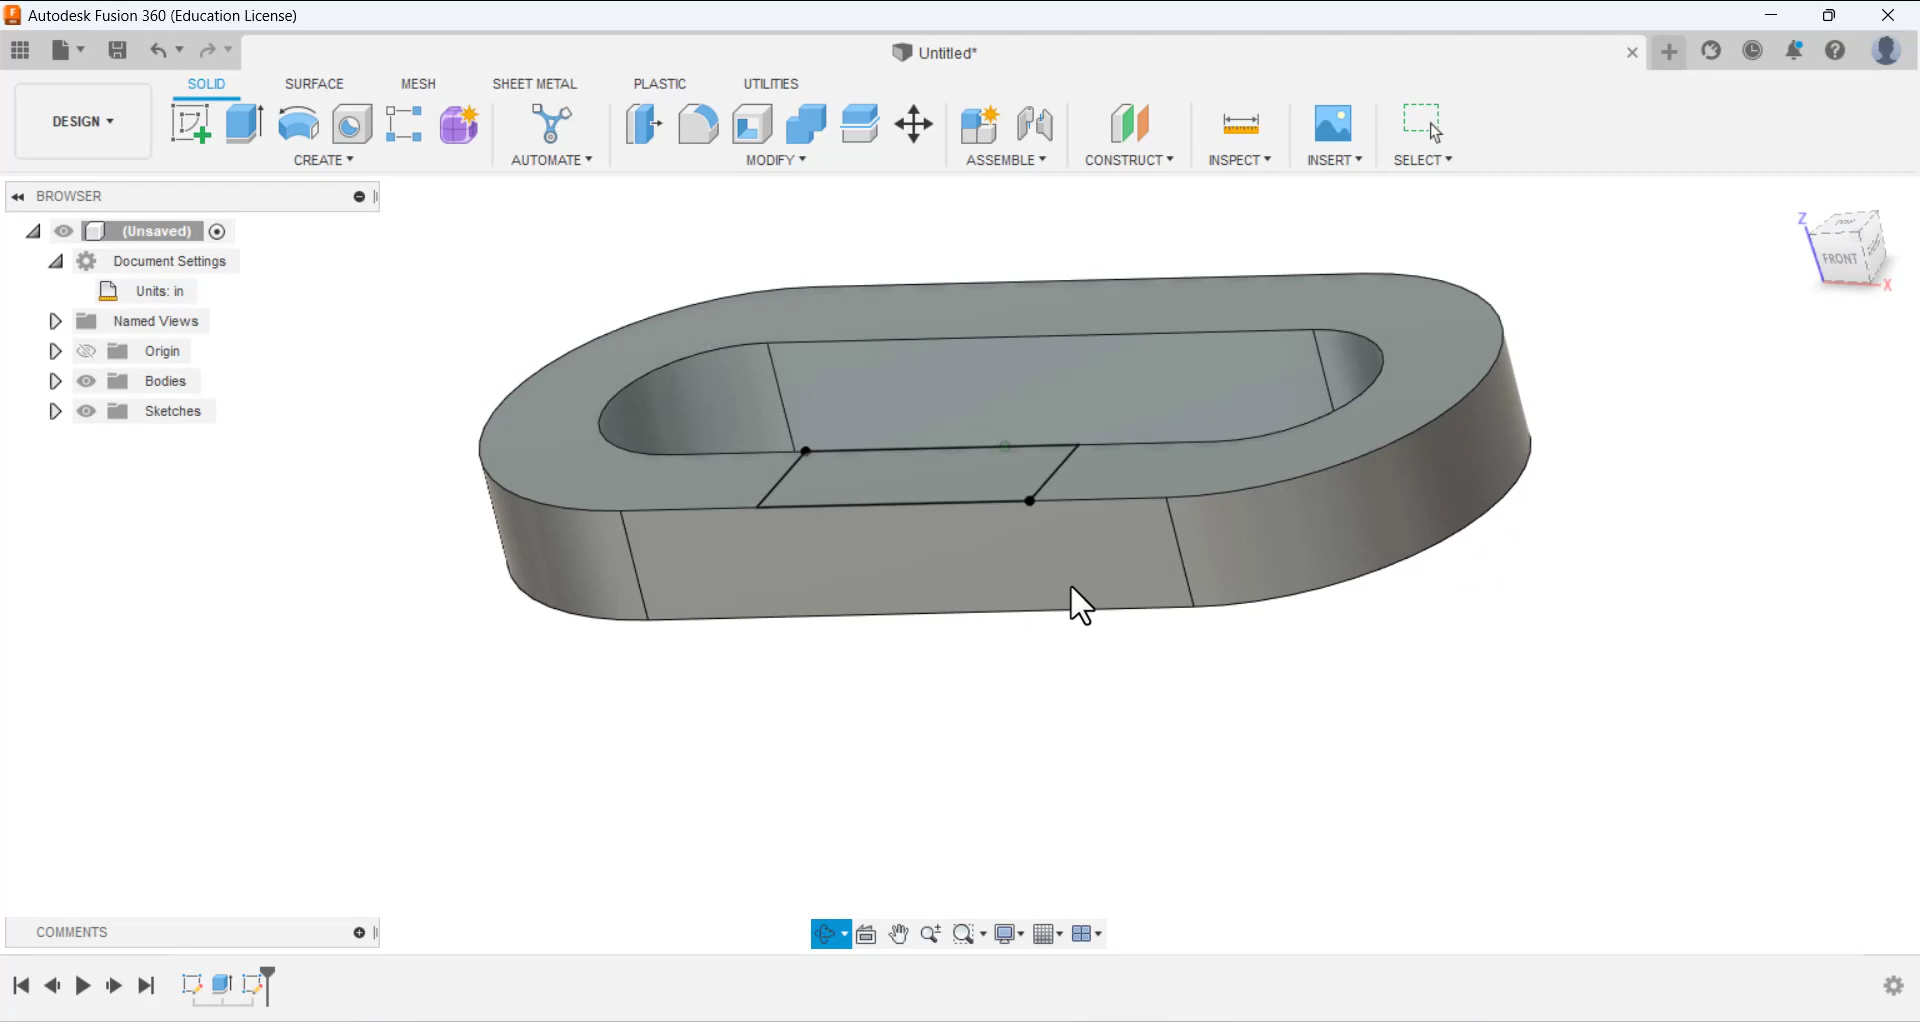 Autodesk Fusion 360 (Education License)
Untitled*
SOLID SURFACE MESH SHEET METAL PLASTIC UTILITIES
DESIGN
CREATE AUTOMATE MODIFY ASSEMBLE CONSTRUCT INSPECT INSERT SELECT
BROWSER
(Unsaved)
Document Settings
Units: in
Named Views
Origin
Bodies
Sketches
Z
FRONT
X
COMMENTS